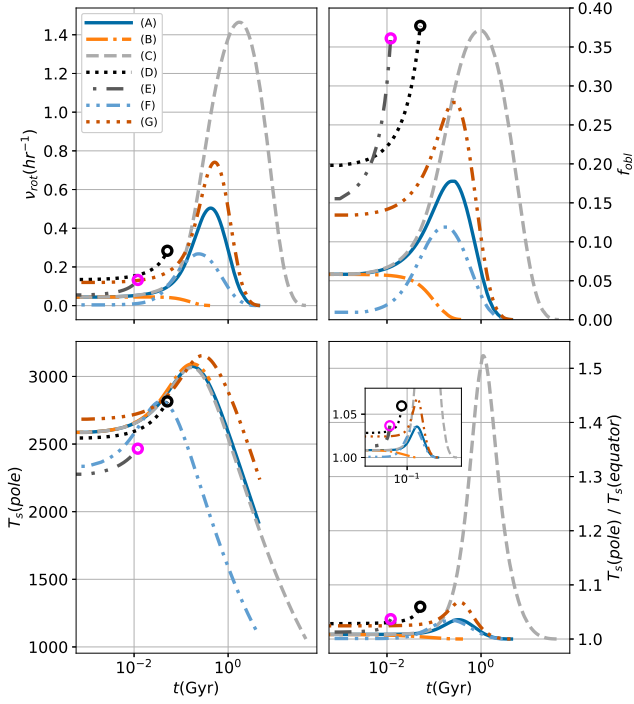 1.4
1.2
1.0
0.8
0.6
0.4
0.2
0.0
ν_rot(hr⁻¹)
(A)
(B)
(C)
(D)
(E)
(F)
(G)
0.40
0.35
0.30
0.25
0.20
0.15
0.10
0.05
0.00
f_obl
3000
2500
2000
1500
1000
T_s(pole)
10⁻²
10⁰
t(Gyr)
1.05
1.00
10⁻¹
1.5
1.4
1.3
1.2
1.1
1.0
T_s(pole) / T_s(equator)
10⁻²
10⁰
t(Gyr)